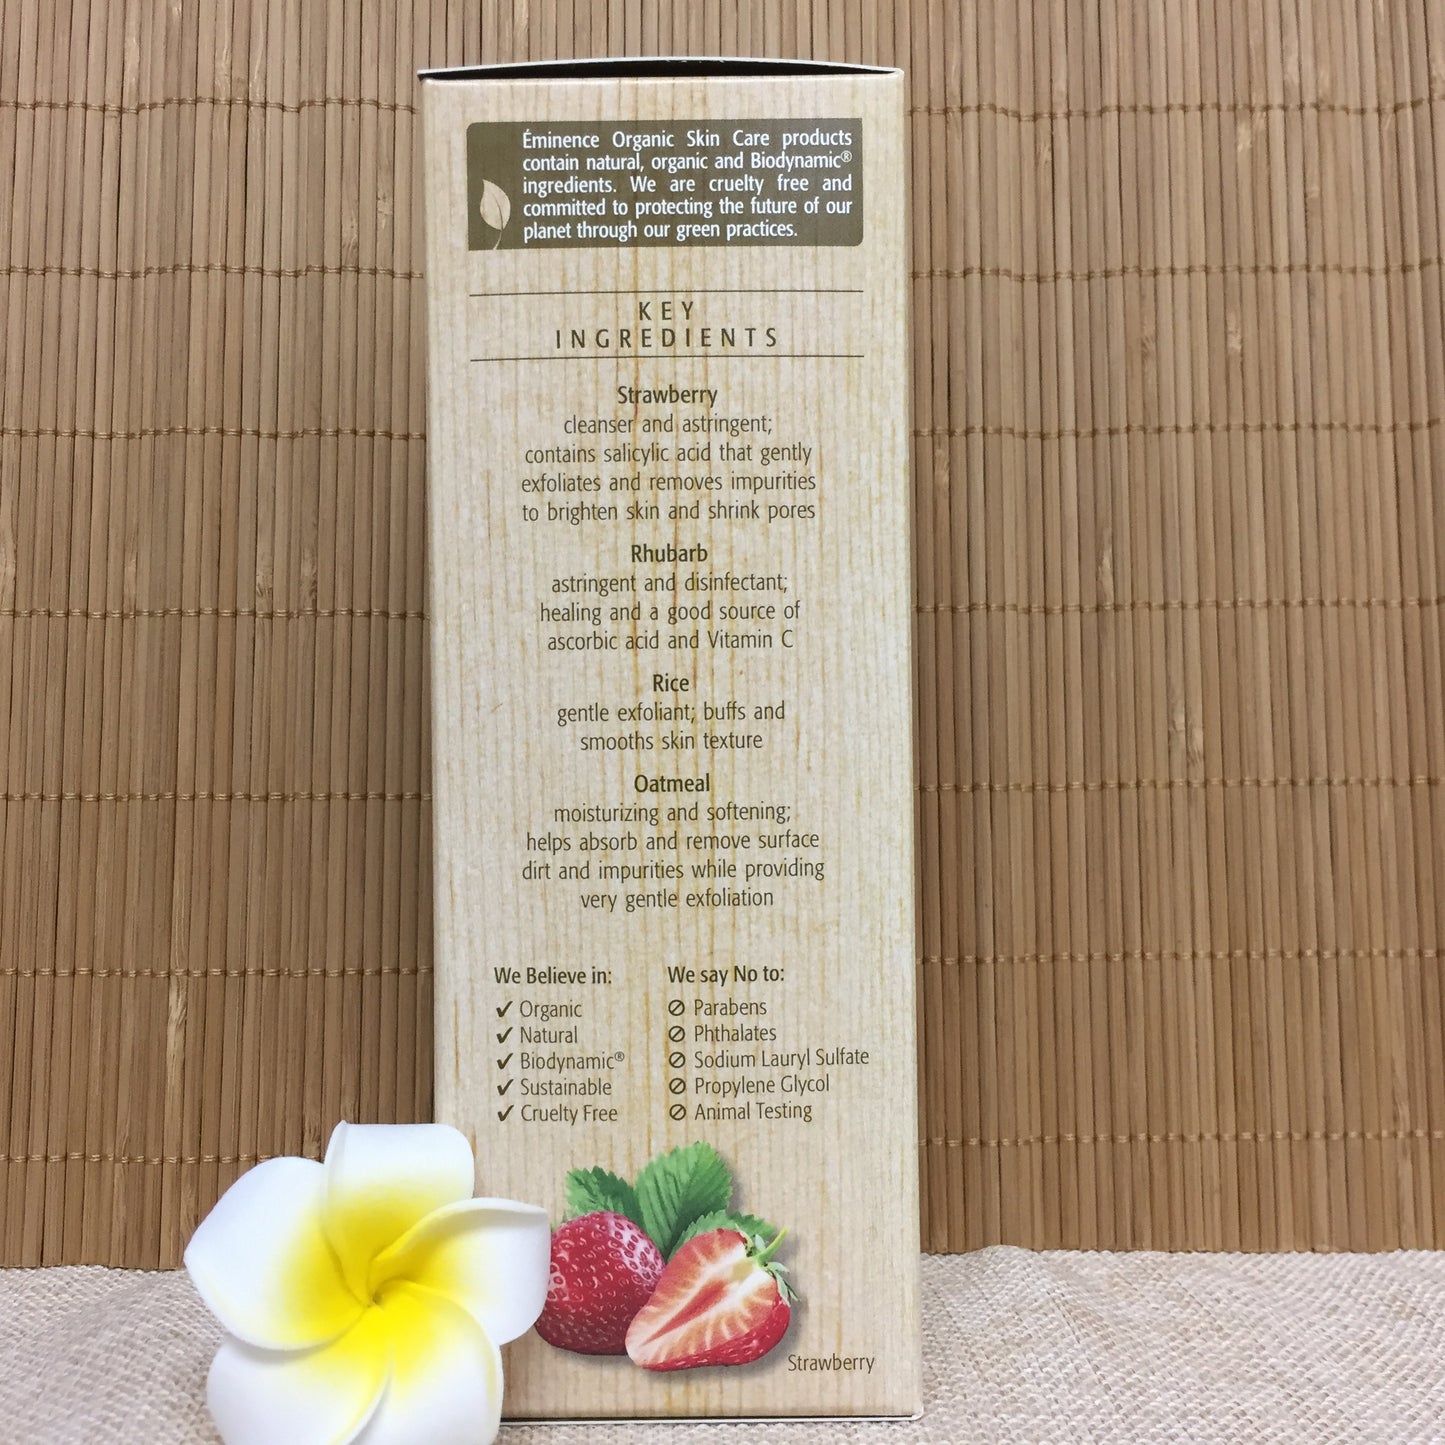 Éminence Organic Skin Care products
contain natural, organic and Biodynamic®
ingredients. We are cruelty free and
committed to protecting the future of our
planet through our green practices.
KEY
INGREDIENTS
Strawberry
cleanser and astringent;
contains salicylic acid that gently
exfoliates and removes impurities
to brighten skin and shrink pores
Rhubarb
astringent and disinfectant;
healing and a good source of
ascorbic acid and Vitamin C
Rice
gentle exfoliant; buffs and
smooths skin texture
Oatmeal
moisturizing and softening;
helps absorb and remove surface
dirt and impurities while providing
very gentle exfoliation
We Believe in:
✓ Organic
✓ Natural
✓ Biodynamic®
✓ Sustainable
✓ Cruelty Free
We say No to:
⊘ Parabens
⊘ Phthalates
⊘ Sodium Lauryl Sulfate
⊘ Propylene Glycol
⊘ Animal Testing
Strawberry